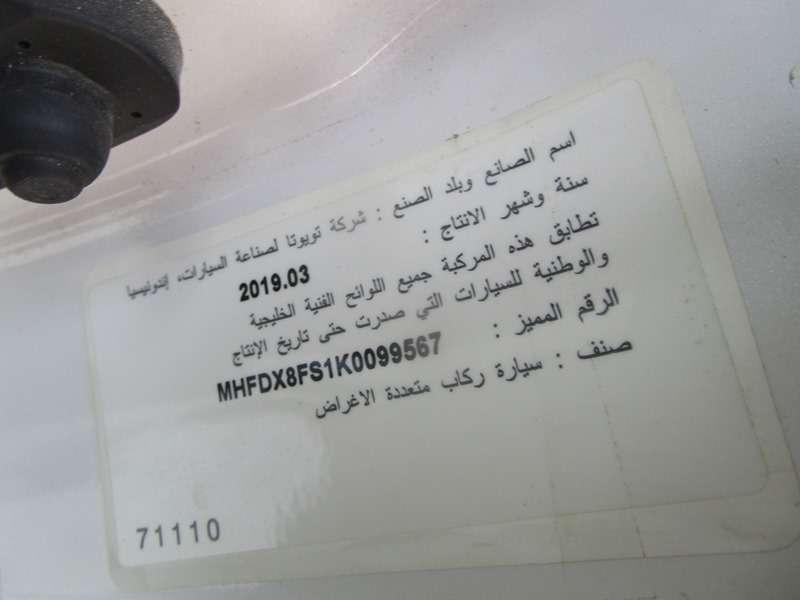 اسم الصانع وبلد الصنع : شركة تويوتا لصناعة السيارات، إندونيسيا
سنة وشهر الانتاج : 2019.03
تطابق هذه المركبة جميع اللوائح الفنية الخليجية
والوطنية للسيارات التي صدرت حتى تاريخ الإنتاج
الرقم المميز : MHFDX8FS1K0099567
صنف : سيارة ركاب متعددة الاغراض
71110